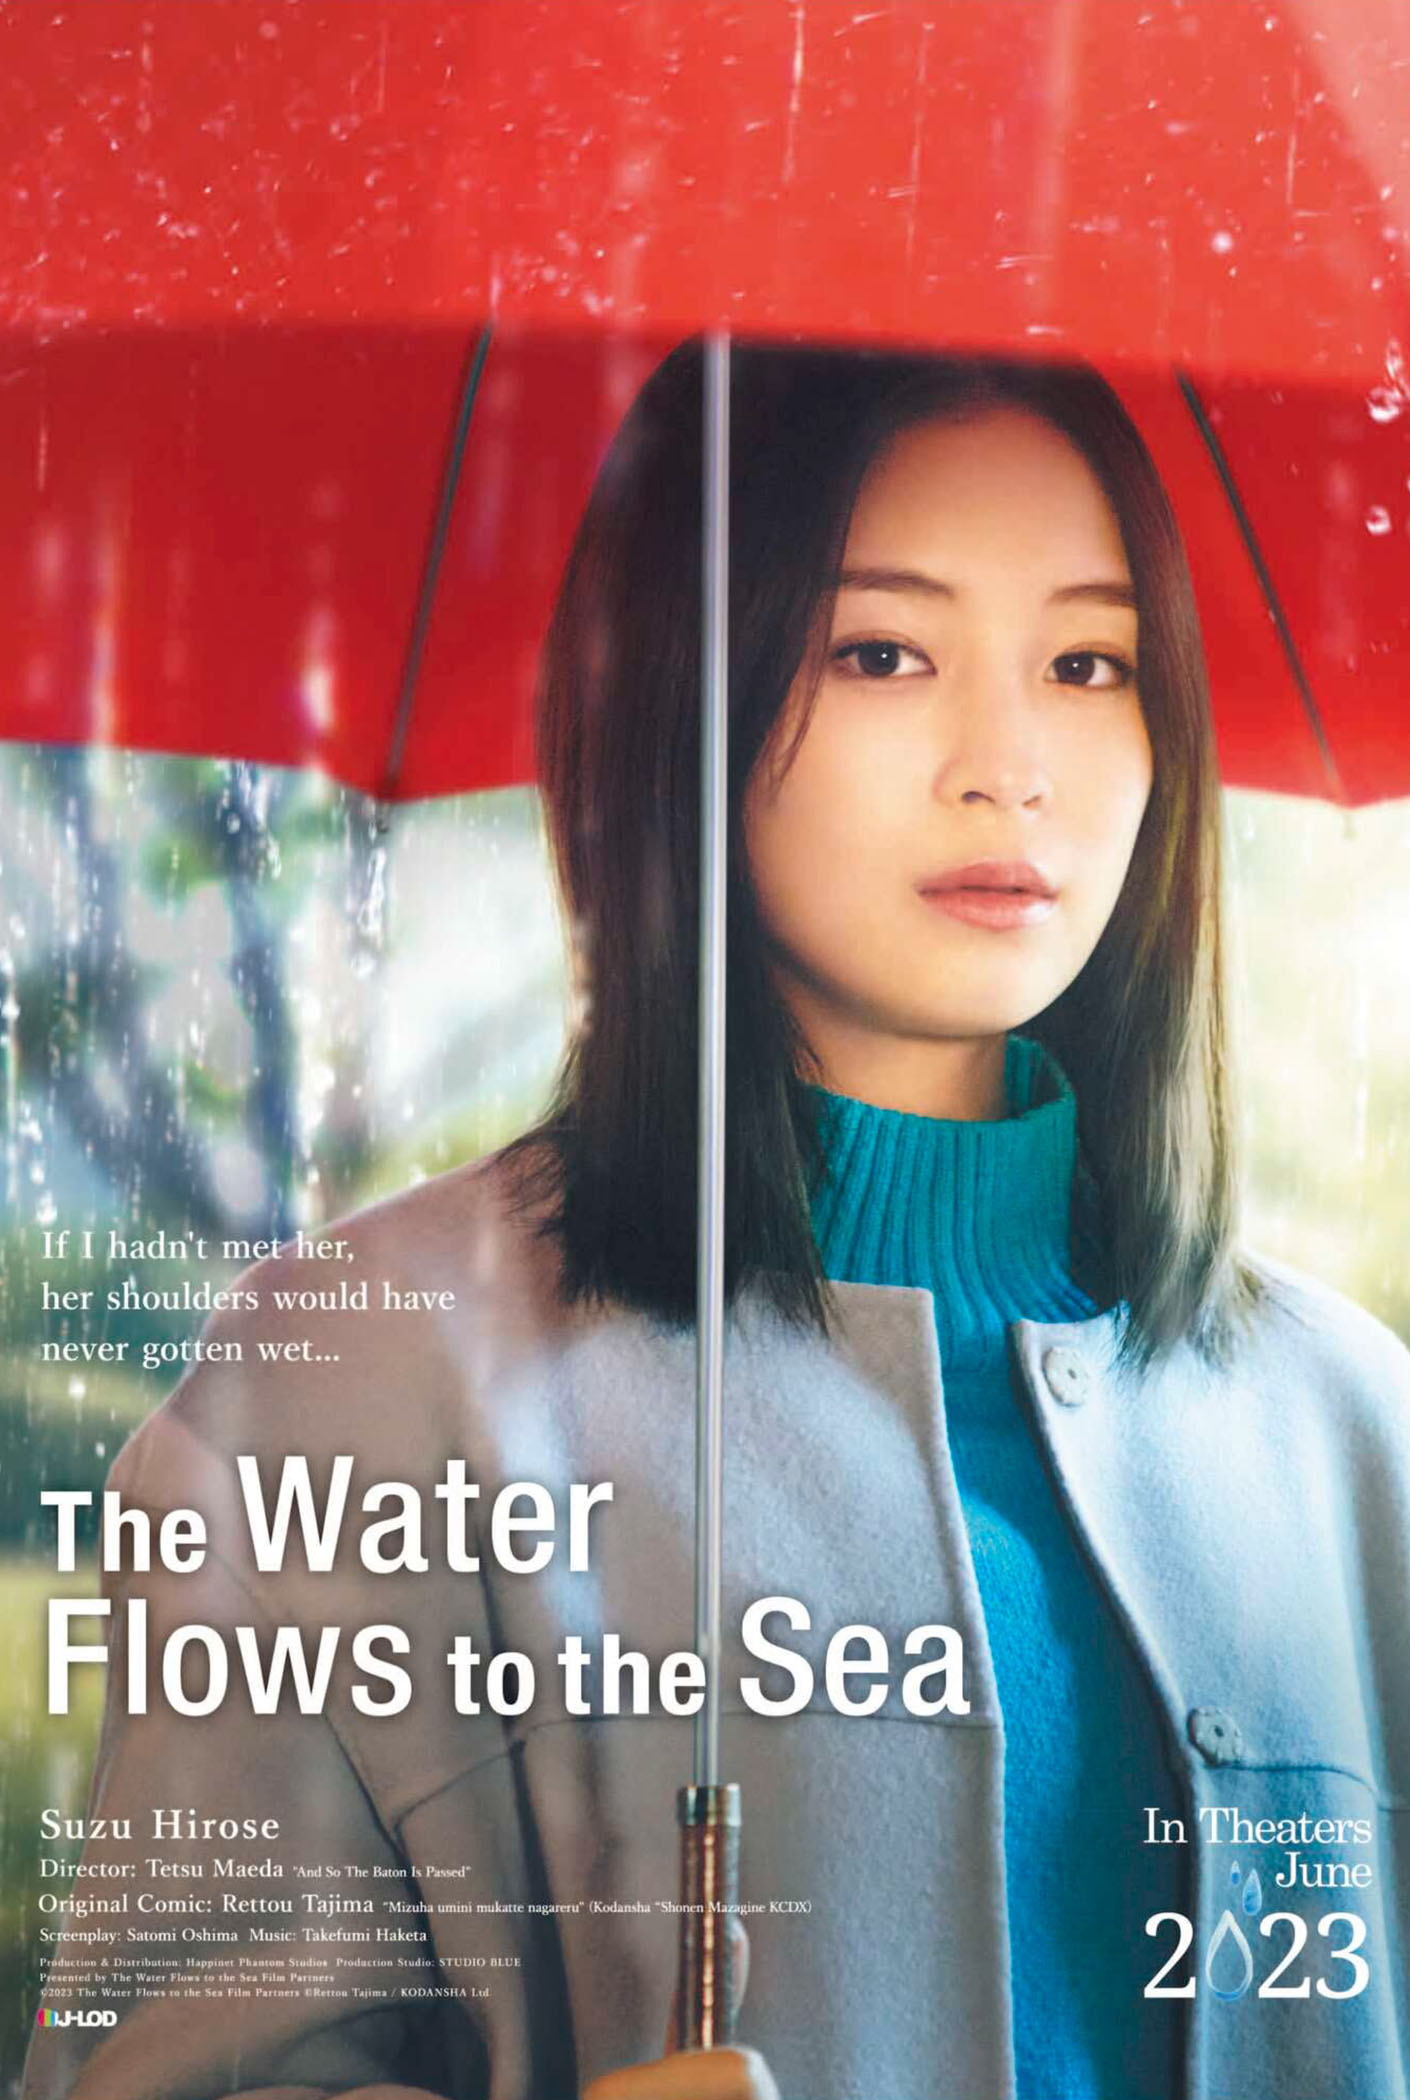 If I hadn't met her,
her shoulders would have
never gotten wet...
The Water
Flows to the Sea
Suzu Hirose
Director: Tetsu Maeda "And So The Baton Is Passed"
Original Comic: Rettou Tajima "Mizuha umini mukatte nagareru" (Kodansha "Shonen Mazagine KCDX)
Screenplay: Satomi Oshima Music: Takefumi Haketa
Production & Distribution: Happinet Phantom Studios Production Studio: STUDIO BLUE
Presented by The Water Flows to the Sea Film Partners
©2023 The Water Flows to the Sea Film Partners ©Rettou Tajima / KODANSHA Ltd.
J-LOD
In Theaters
June
2023